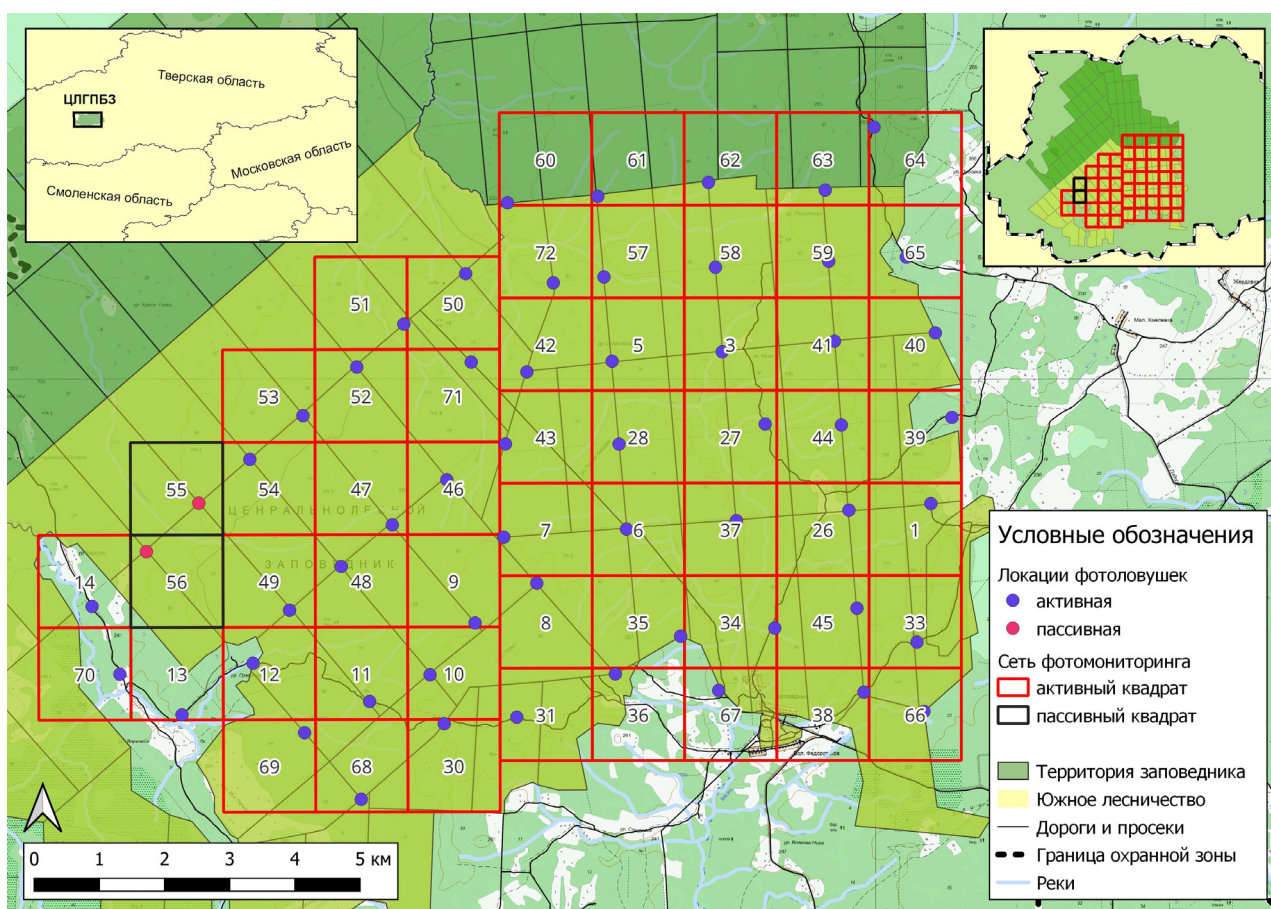 Тверская область
ЦЛГПБЗ
Московская область
Смоленская область
60 61 62 63 64
72 57 58 59 65
51 50
42 5 3 41 40
53 52 71
43 28 27 44 39
55 54 47 46
ЦЕНРАЛЬНОЛЕСНОЙ
7 6 37 26 1
ЗАПОВЕДНИК
14 56 49 48 9
8 35 34 45 33
70 13 12 11 10
31 36 67 38 66
69 68 30
Мал. Хмелевка
Жердовка
Условные обозначения
Локации фотоловушек
активная
пассивная
Сеть фотомониторинга
активный квадрат
пассивный квадрат
Территория заповедника
Южное лесничество
Дороги и просеки
Граница охранной зоны
Реки
0 1 2 3 4 5 км